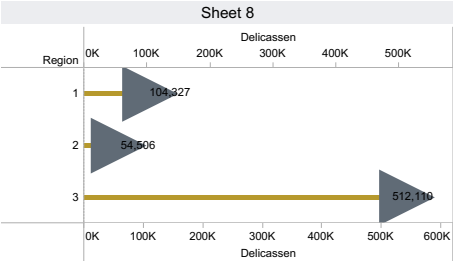 Sheet 8
Delicassen
Region
0K 100K 200K 300K 400K 500K
1 104,327
2 54,506
3 512,110
0K 100K 200K 300K 400K 500K 600K
Delicassen